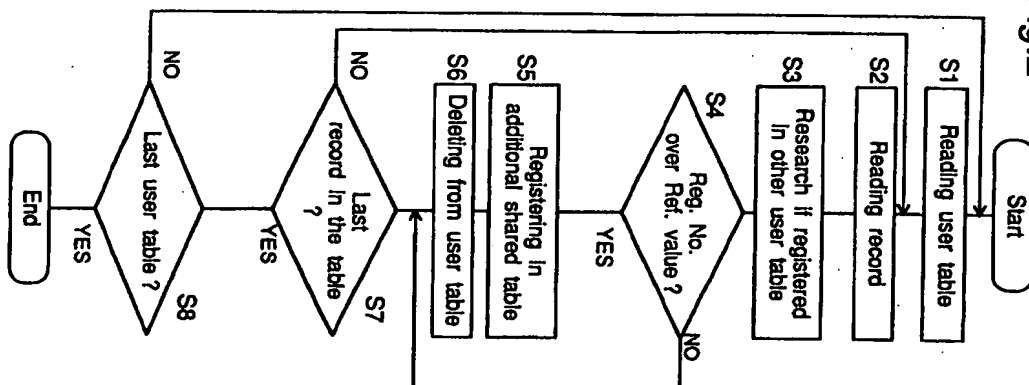 Start
S1
Reading user table
S2
Reading record
S3
Research if registered
in other user table
S4
Reg. No.
over Ref. value ?
NO
YES
S5
Registering in
additional shared table
S6
Deleting from user table
Last
record in the table
?
S7
NO
YES
Last user table ?
S8
NO
YES
End